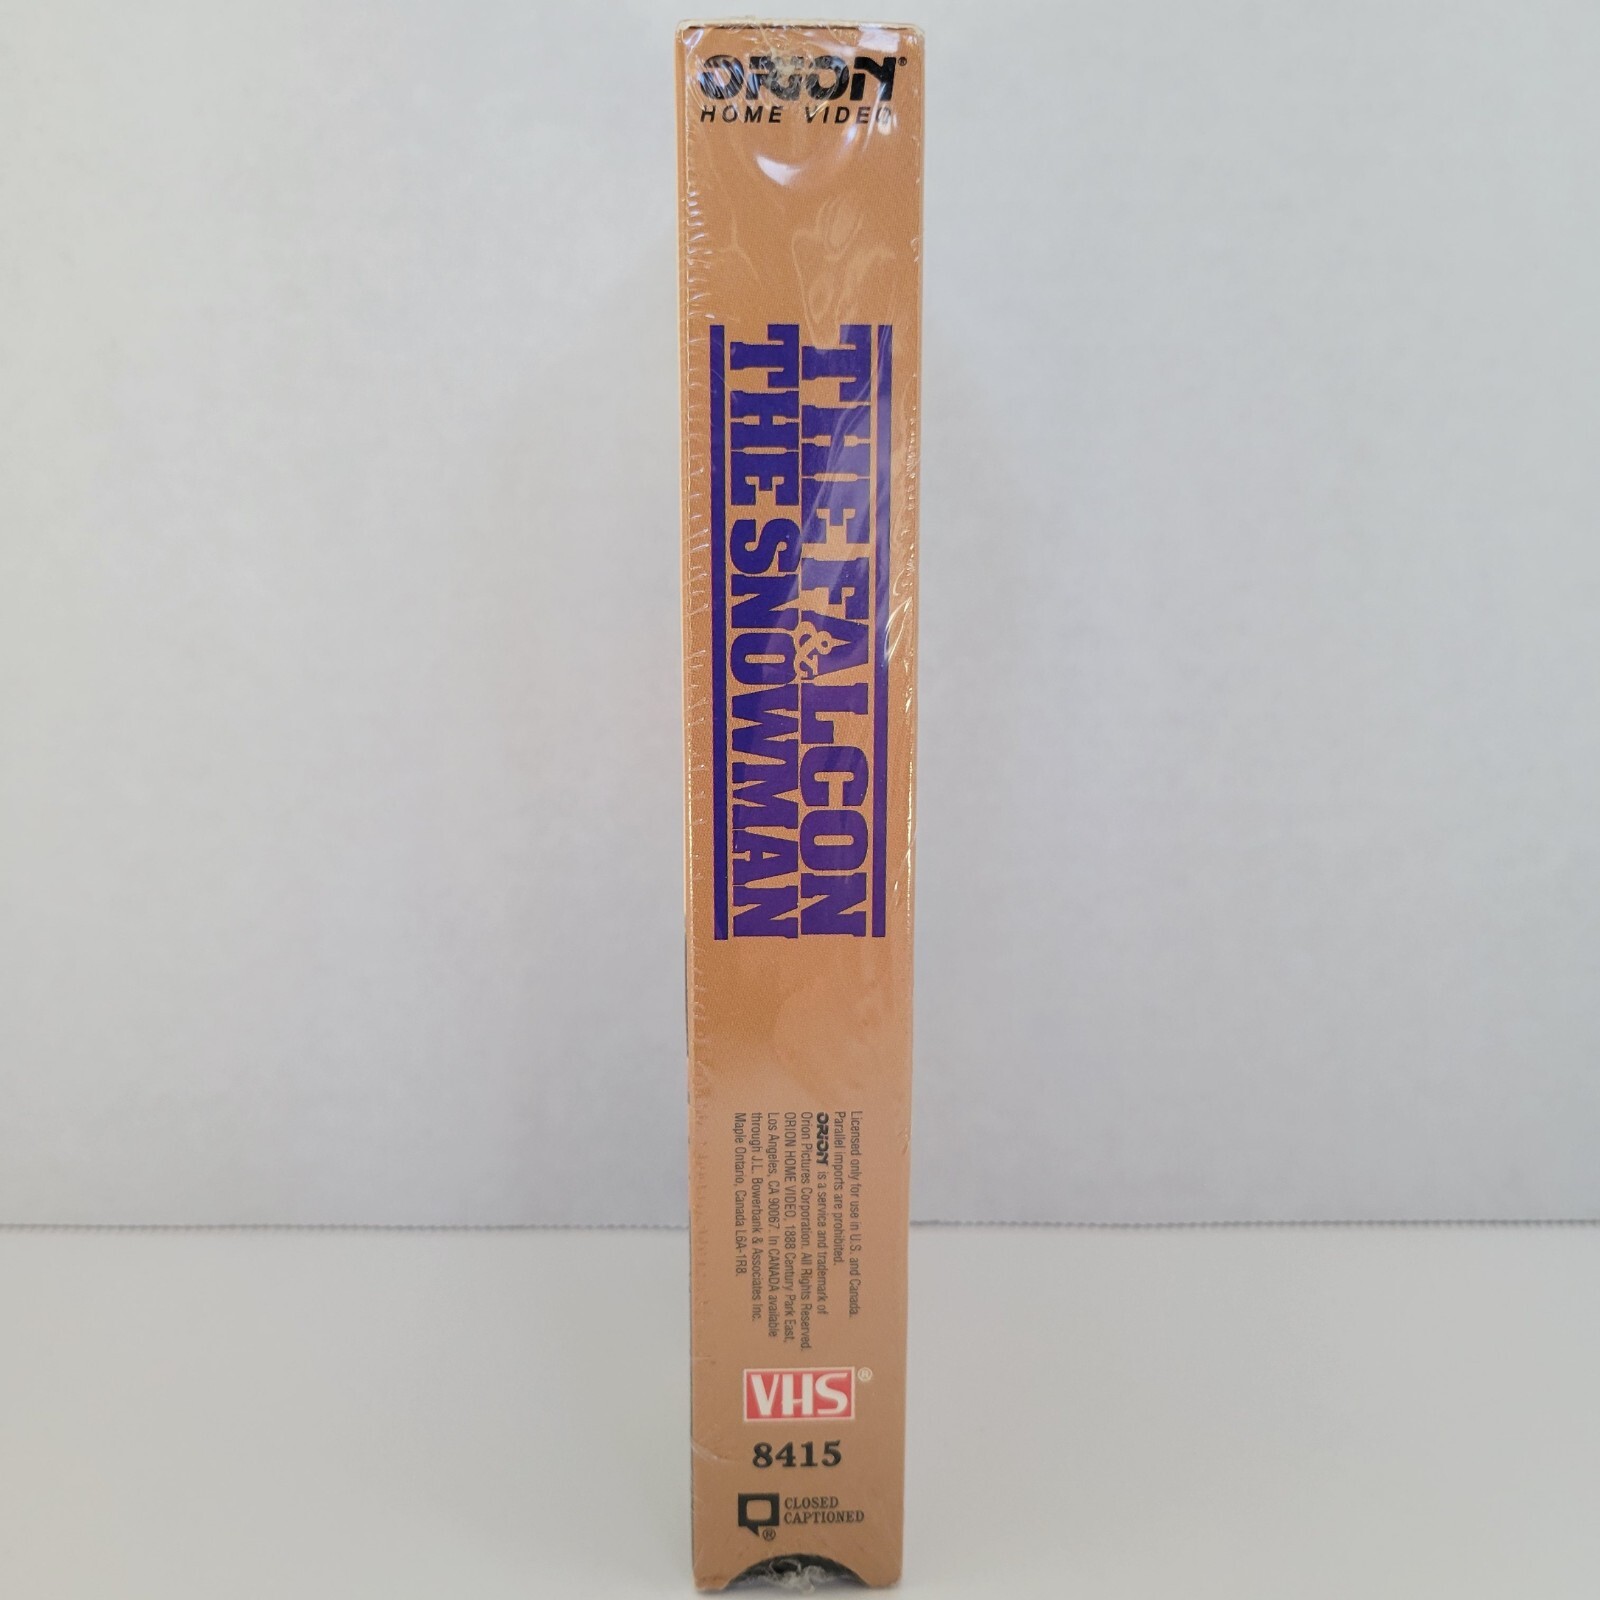 ORION®
HOME VIDEO
THE FALCON
&
THE SNOWMAN
Licensed only for use in U.S. and Canada.
Parallel imports are prohibited.
ORION is a service and trademark of
Orion Pictures Corporation. All Rights Reserved.
ORION HOME VIDEO, 1888 Century Park East,
Los Angeles, CA 90067. In CANADA available
through J.L. Bowerbank & Associates Inc.
Maple Ontario, Canada L6A-1R8.
VHS®
8415
CLOSED
CAPTIONED
®